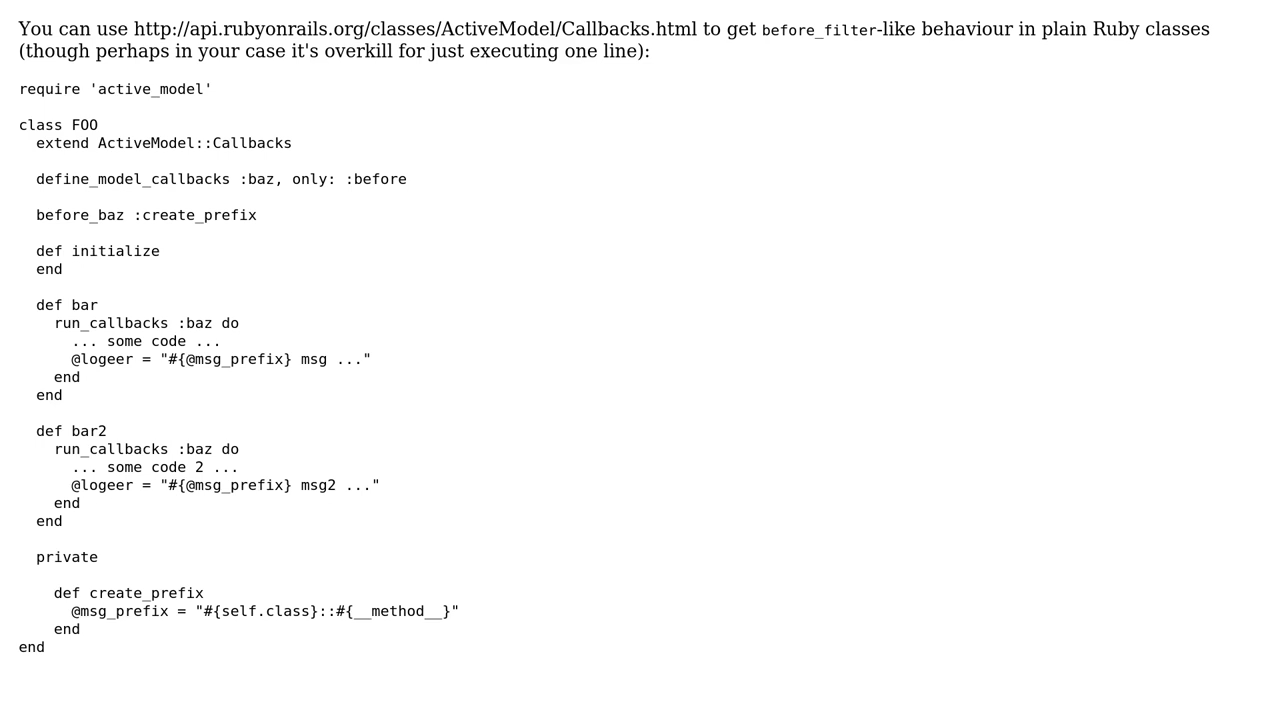 You can use http://api.rubyonrails.org/classes/ActiveModel/Callbacks.html to get before_filter-like behaviour in plain Ruby classes
(though perhaps in your case it's overkill for just executing one line):
require 'active_model'
class FOO
  extend ActiveModel::Callbacks
  define_model_callbacks :baz, only: :before
  before_baz :create_prefix
  def initialize
  end
  def bar
    run_callbacks :baz do
      ... some code ...
      @logeer = "#{@msg_prefix} msg ..."
    end
  end
  def bar2
    run_callbacks :baz do
      ... some code 2 ...
      @logeer = "#{@msg_prefix} msg2 ..."
    end
  end
  private
    def create_prefix
      @msg_prefix = "#{self.class}::#{__method__}"
    end
end